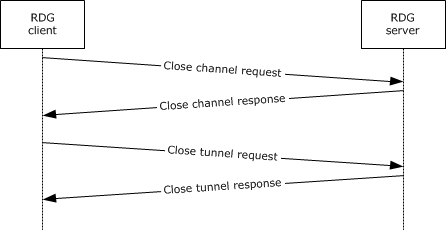 RDG
client
RDG
server
Close channel request
Close channel response
Close tunnel request
Close tunnel response